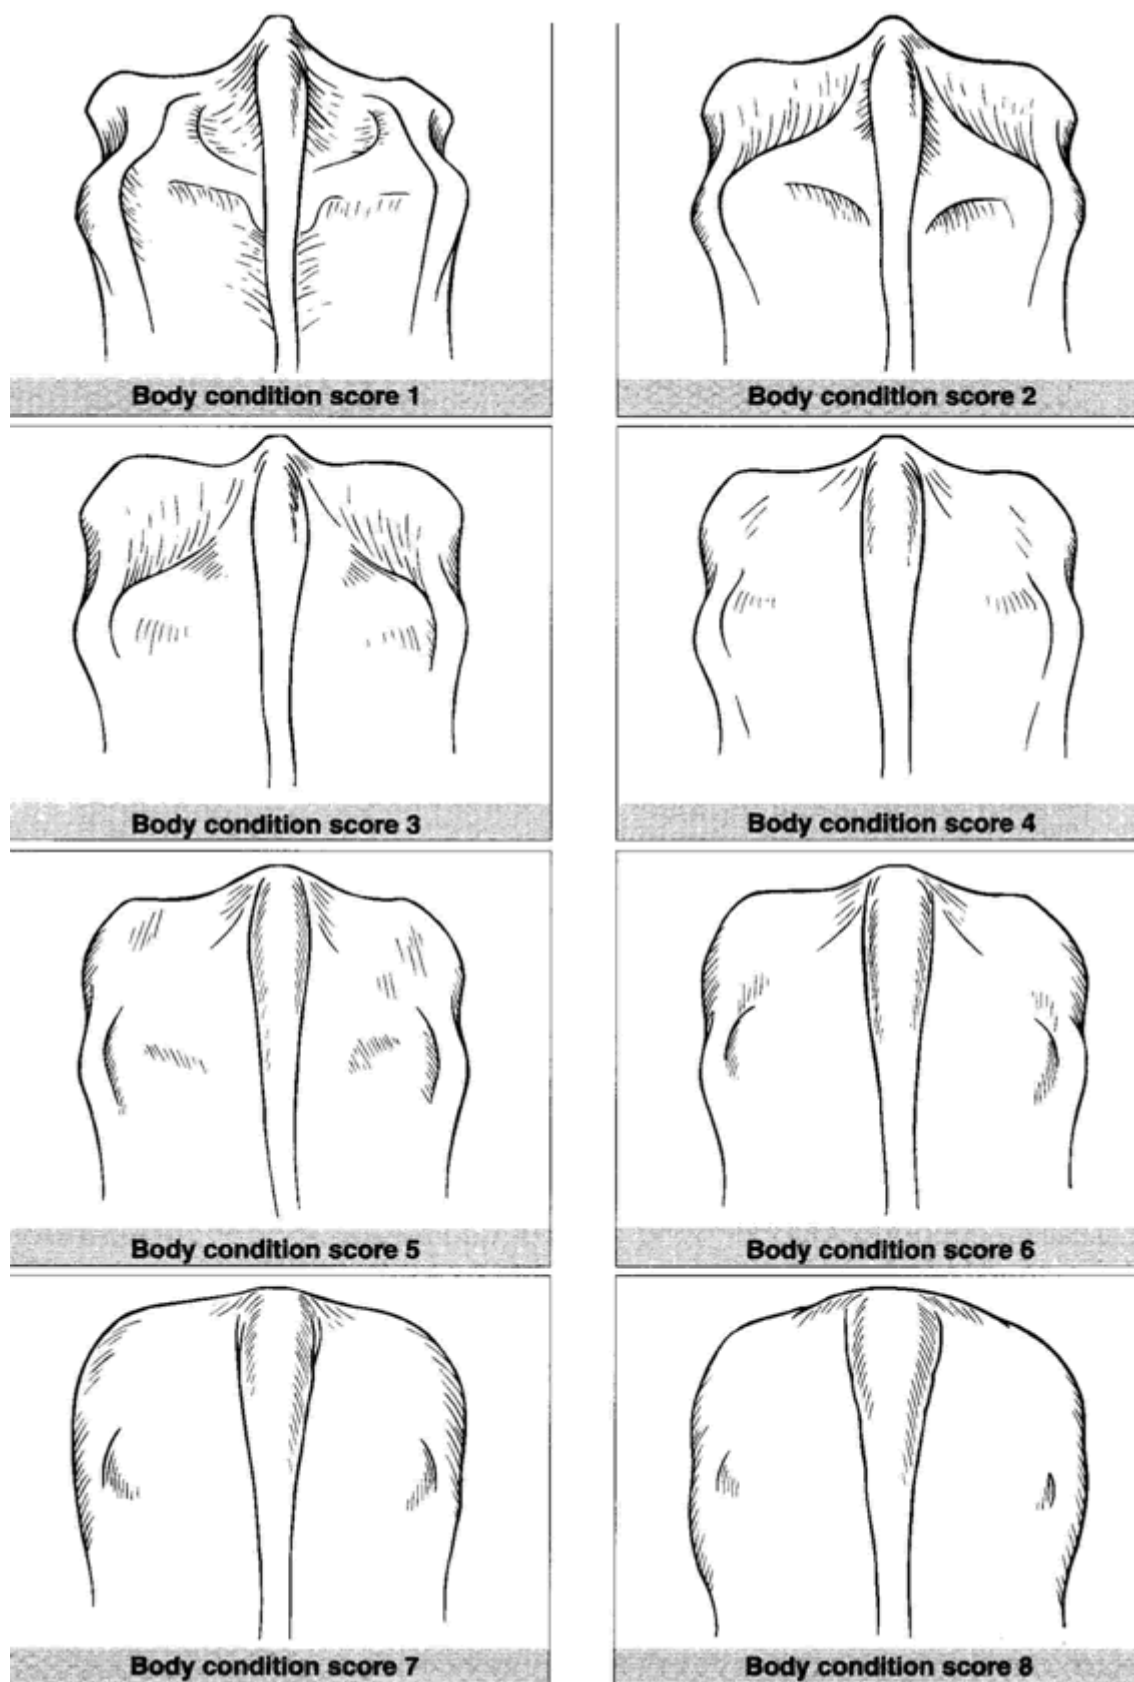 Body condition score 1
Body condition score 2
Body condition score 3
Body condition score 4
Body condition score 5
Body condition score 6
Body condition score 7
Body condition score 8